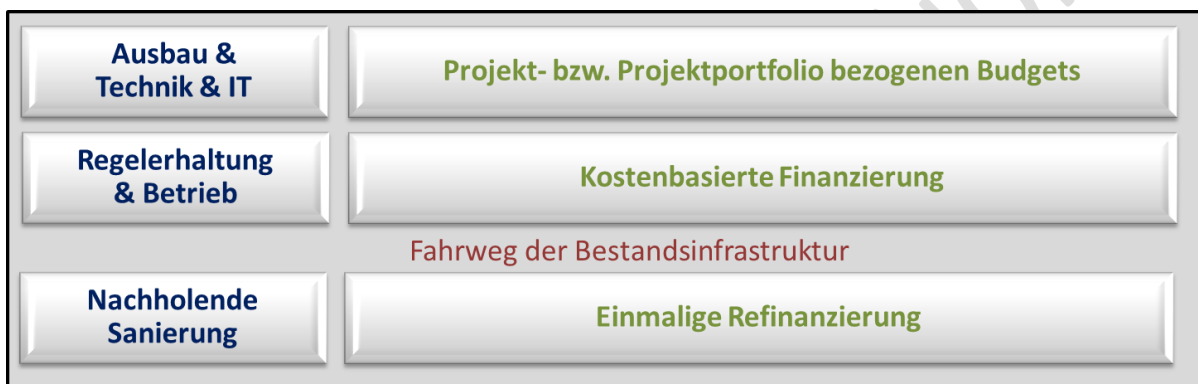 Ausbau &
Technik & IT
Projekt- bzw. Projektportfolio bezogenen Budgets
Regelerhaltung
& Betrieb
Kostenbasierte Finanzierung
Fahrweg der Bestandsinfrastruktur
Nachholende
Sanierung
Einmalige Refinanzierung